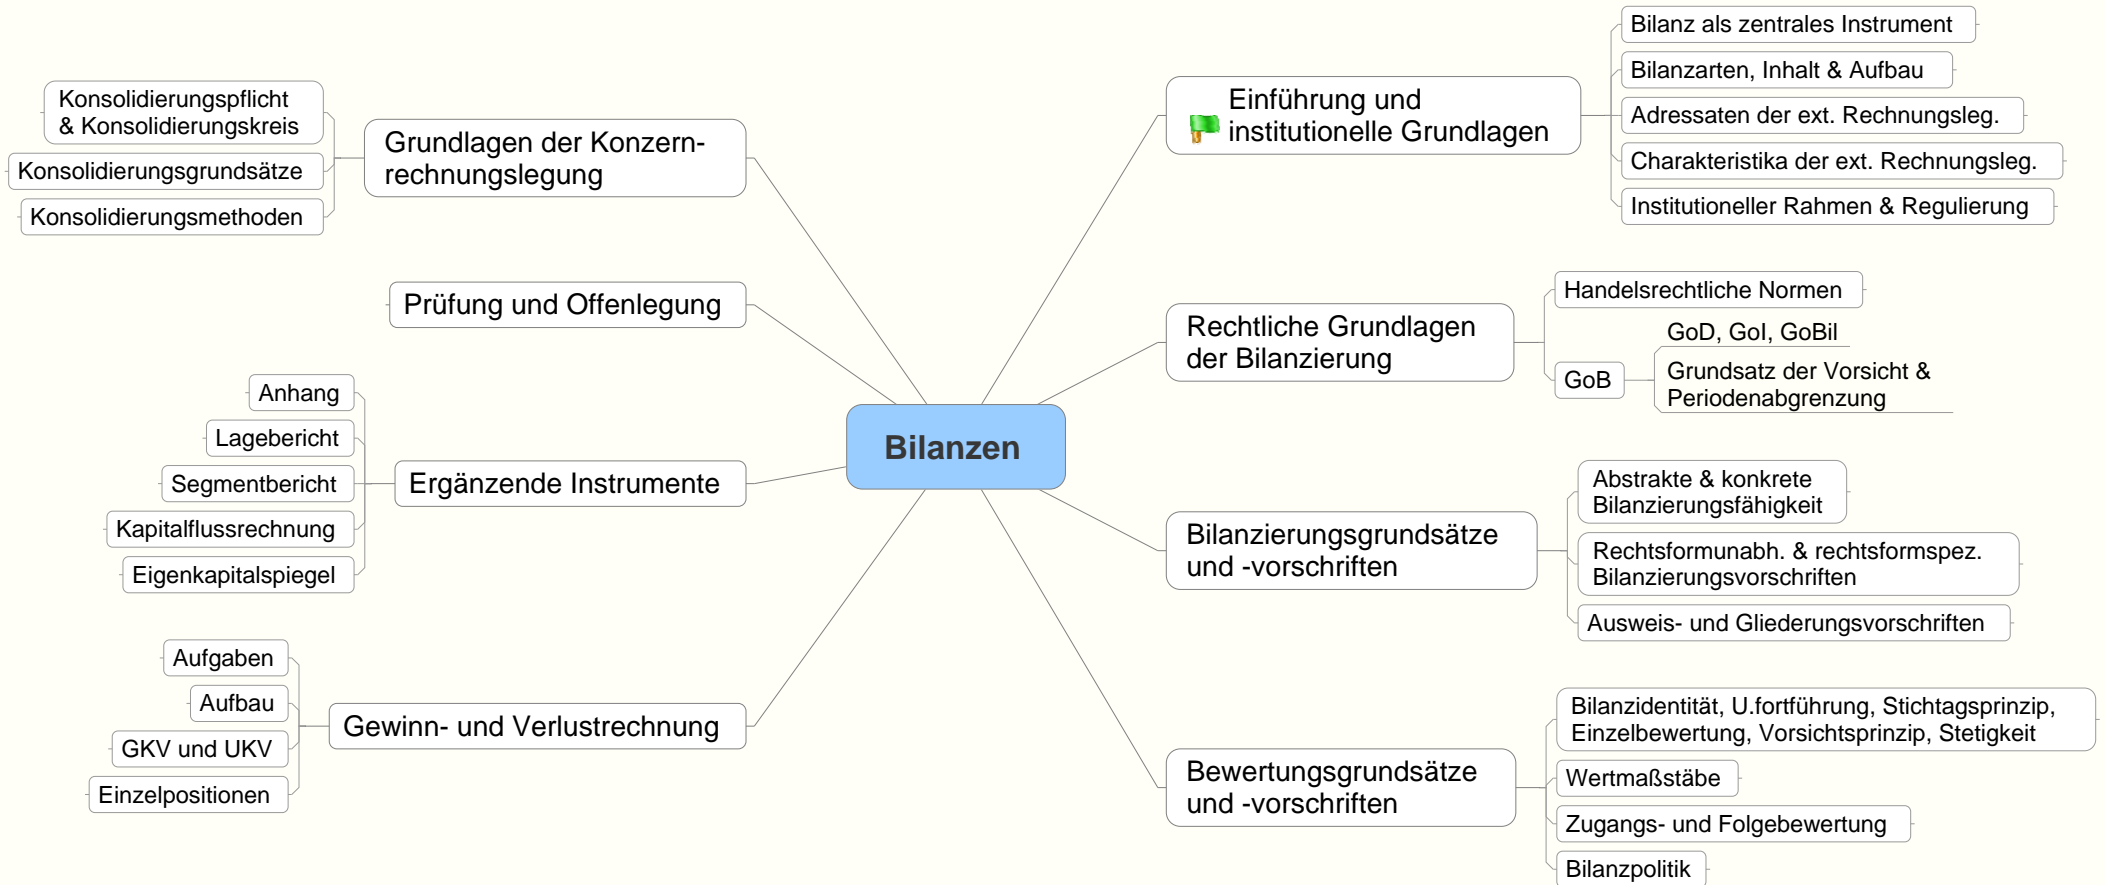 Bilanzen
Einführung und
institutionelle Grundlagen
Bilanz als zentrales Instrument
Bilanzarten, Inhalt & Aufbau
Adressaten der ext. Rechnungsleg.
Charakteristika der ext. Rechnungsleg.
Institutioneller Rahmen & Regulierung
Rechtliche Grundlagen
der Bilanzierung
Handelsrechtliche Normen
GoB
GoD, GoI, GoBil
Grundsatz der Vorsicht &
Periodenabgrenzung
Bilanzierungsgrundsätze
und -vorschriften
Abstrakte & konkrete
Bilanzierungsfähigkeit
Rechtsformunabh. & rechtsformspez.
Bilanzierungsvorschriften
Ausweis- und Gliederungsvorschriften
Bewertungsgrundsätze
und -vorschriften
Bilanzidentität, U.fortführung, Stichtagsprinzip,
Einzelbewertung, Vorsichtsprinzip, Stetigkeit
Wertmaßstäbe
Zugangs- und Folgebewertung
Bilanzpolitik
Grundlagen der Konzern-
rechnungslegung
Konsolidierungspflicht
& Konsolidierungskreis
Konsolidierungsgrundsätze
Konsolidierungsmethoden
Prüfung und Offenlegung
Ergänzende Instrumente
Anhang
Lagebericht
Segmentbericht
Kapitalflussrechnung
Eigenkapitalspiegel
Gewinn- und Verlustrechnung
Aufgaben
Aufbau
GKV und UKV
Einzelpositionen